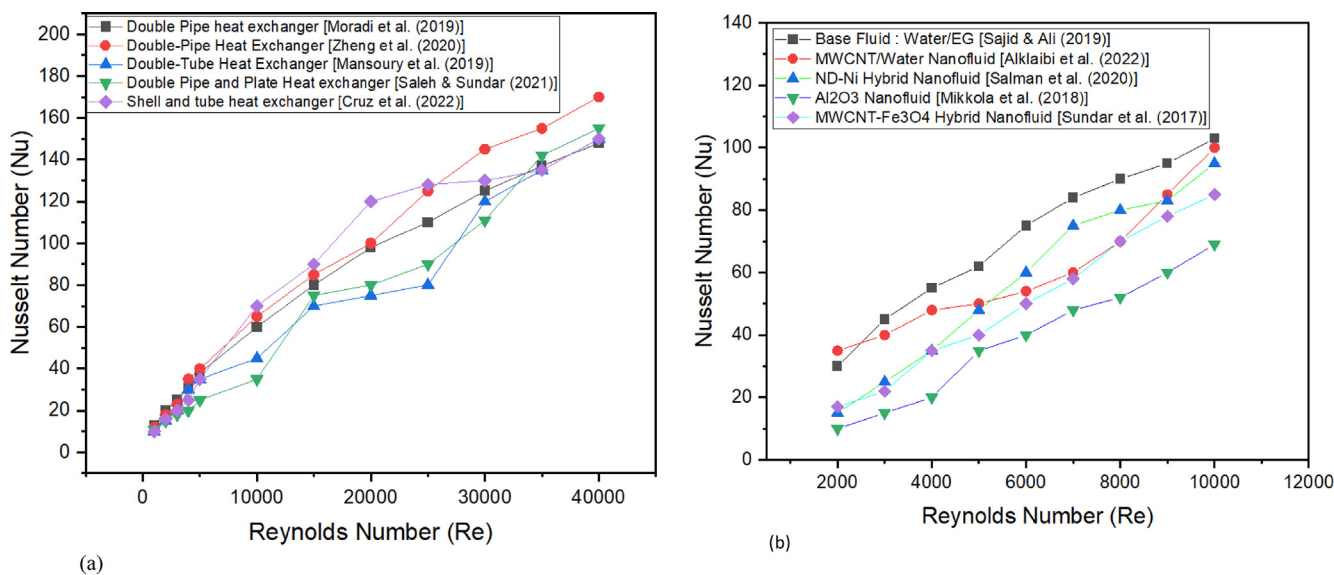 Double Pipe heat exchanger [Moradi et al. (2019)]
Double-Pipe Heat Exchanger [Zheng et al. (2020)]
Double-Tube Heat Exchanger [Mansoury et al. (2019)]
Double Pipe and Plate Heat exchanger [Saleh & Sundar (2021)]
Shell and tube heat exchanger [Cruz et al. (2022)]
200
180
160
140
120
100
80
60
40
20
0
Nusselt Number (Nu)
0
10000
20000
30000
40000
Reynolds Number (Re)
(a)
Base Fluid : Water/EG [Sajid & Ali (2019)]
MWCNT/Water Nanofluid [Alklaibi et al. (2022)]
ND-Ni Hybrid Nanofluid [Salman et al. (2020)]
Al2O3 Nanofluid [Mikkola et al. (2018)]
MWCNT-Fe3O4 Hybrid Nanofluid [Sundar et al. (2017)]
140
120
100
80
60
40
20
0
Nusselt Number (Nu)
2000
4000
6000
8000
10000
12000
Reynolds Number (Re)
(b)